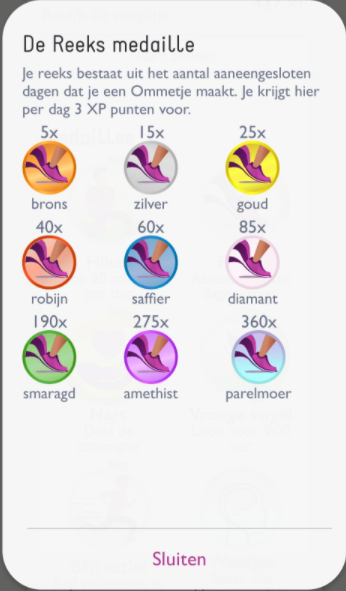 De Reeks medaille
Je reeks bestaat uit het aantal aaneengesloten
dagen dat je een Ommetje maakt. Je krijgt hier
per dag 3 XP punten voor.
5x 15x 25x
brons zilver goud
40x 60x 85x
robijn saffier diamant
190x 275x 360x
smaragd amethist parelmoer
Sluiten